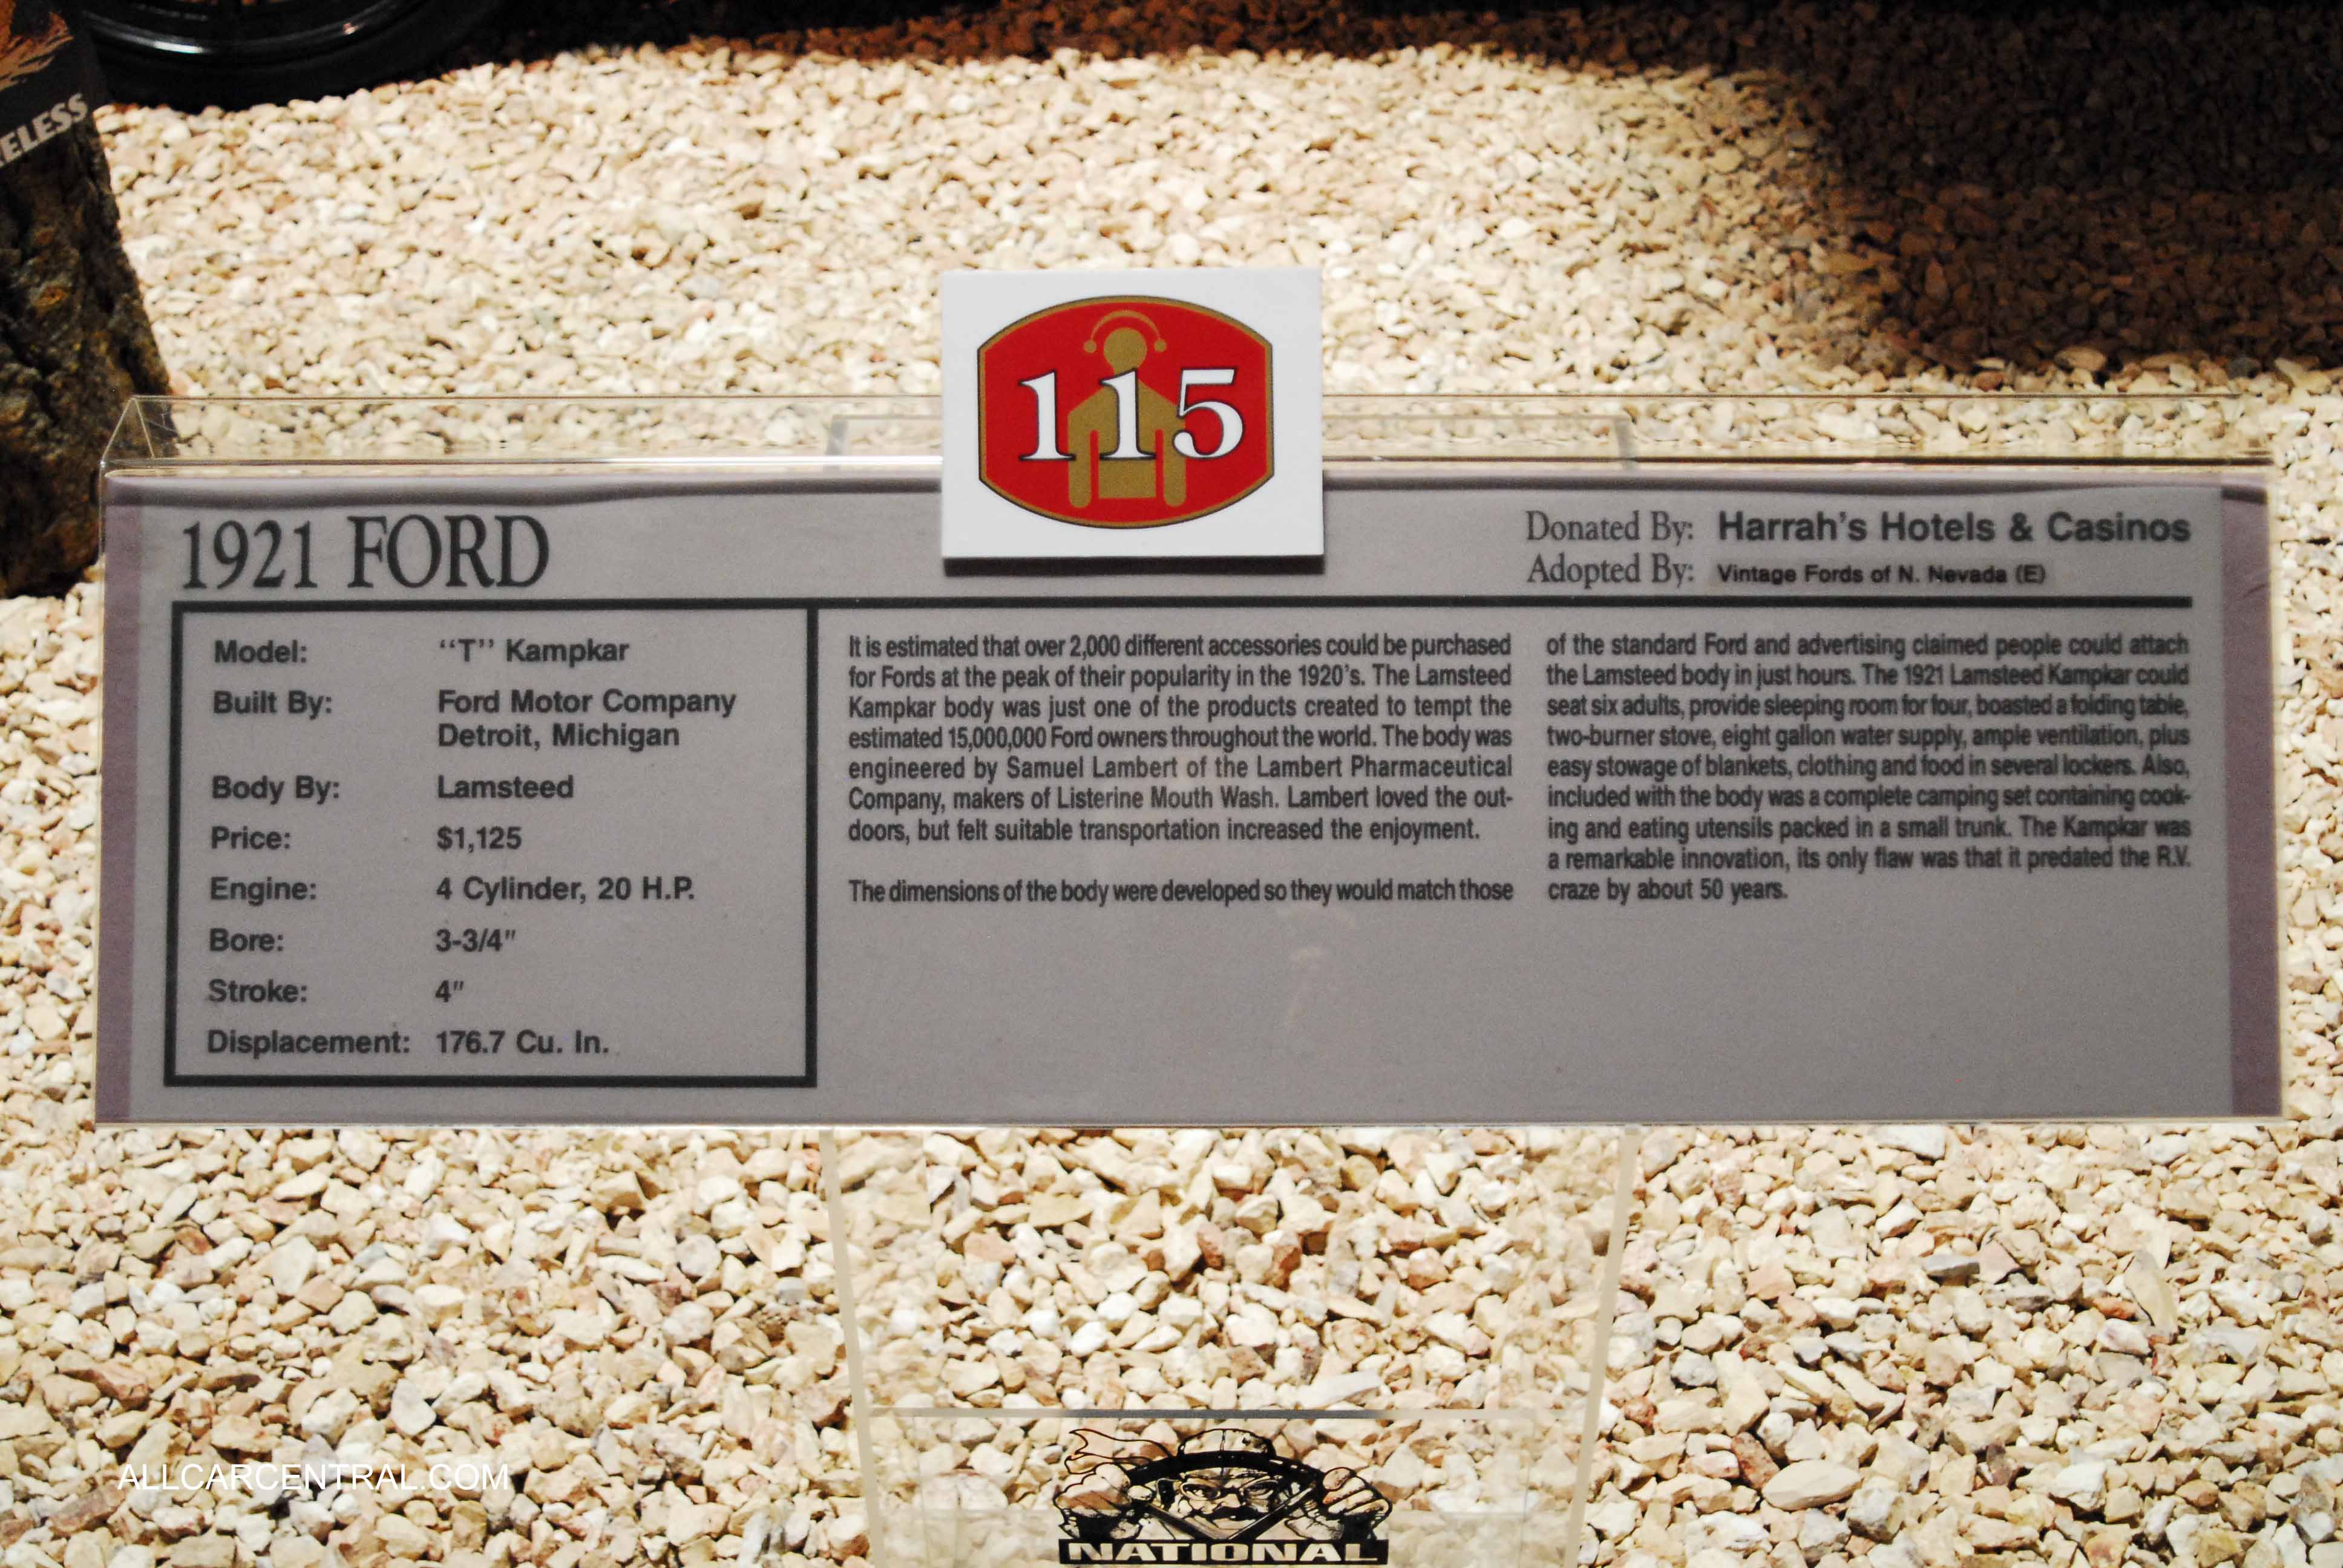 ELESS
115
1921 FORD
Donated By: Harrah's Hotels & Casinos
Adopted By: Vintage Fords of N. Nevada (E)
Model: "T" Kampkar
Built By: Ford Motor Company
Detroit, Michigan
Body By: Lamsteed
Price: $1,125
Engine: 4 Cylinder, 20 H.P.
Bore: 3-3/4"
Stroke: 4"
Displacement: 176.7 Cu. In.
It is estimated that over 2,000 different accessories could be purchased
for Fords at the peak of their popularity in the 1920's. The Lamsteed
Kampkar body was just one of the products created to tempt the
estimated 15,000,000 Ford owners throughout the world. The body was
engineered by Samuel Lambert of the Lambert Pharmaceutical
Company, makers of Listerine Mouth Wash. Lambert loved the out-
doors, but felt suitable transportation increased the enjoyment.
The dimensions of the body were developed so they would match those
of the standard Ford and advertising claimed people could attach
the Lamsteed body in just hours. The 1921 Lamsteed Kampkar could
seat six adults, provide sleeping room for four, boasted a folding table,
two-burner stove, eight gallon water supply, ample ventilation, plus
easy stowage of blankets, clothing and food in several lockers. Also,
included with the body was a complete camping set containing cook-
ing and eating utensils packed in a small trunk. The Kampkar was
a remarkable innovation, its only flaw was that it predated the R.V.
craze by about 50 years.
ALLCARCENTRAL.COM
NATIONAL